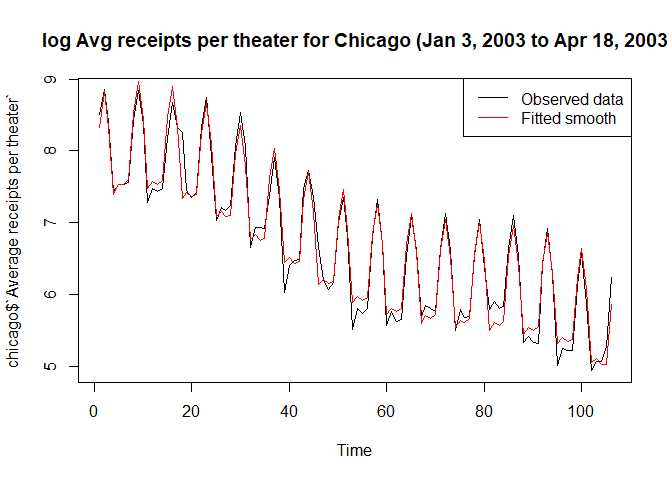 log Avg receipts per theater for Chicago (Jan 3, 2003 to Apr 18, 2003
chicago$`Average receipts per theater`
9
8
7
6
5
Observed data
Fitted smooth
0 20 40 60 80 100
Time